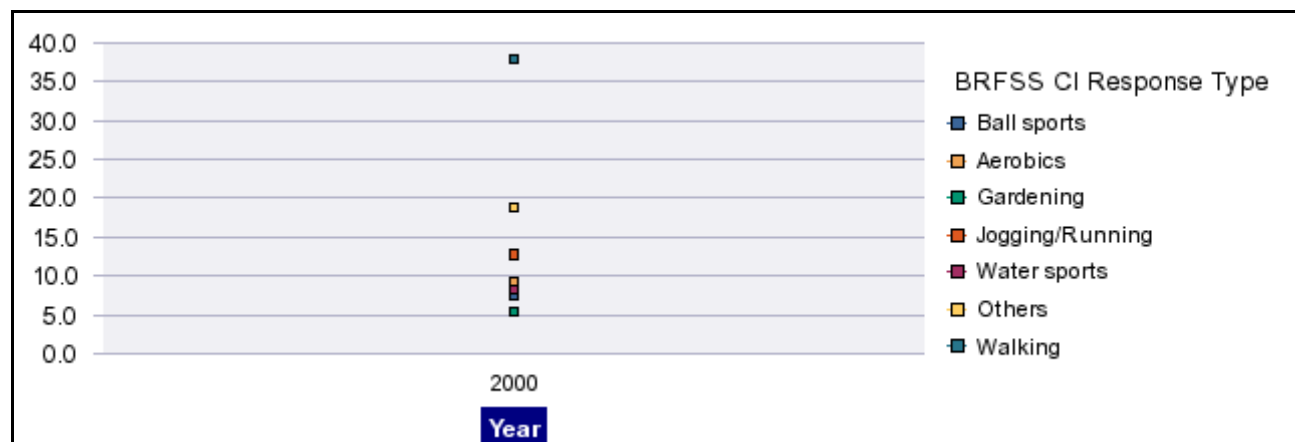 40.0
35.0
30.0
25.0
20.0
15.0
10.0
5.0
0.0
2000
Year
BRFSS CI Response Type
Ball sports
Aerobics
Gardening
Jogging/Running
Water sports
Others
Walking